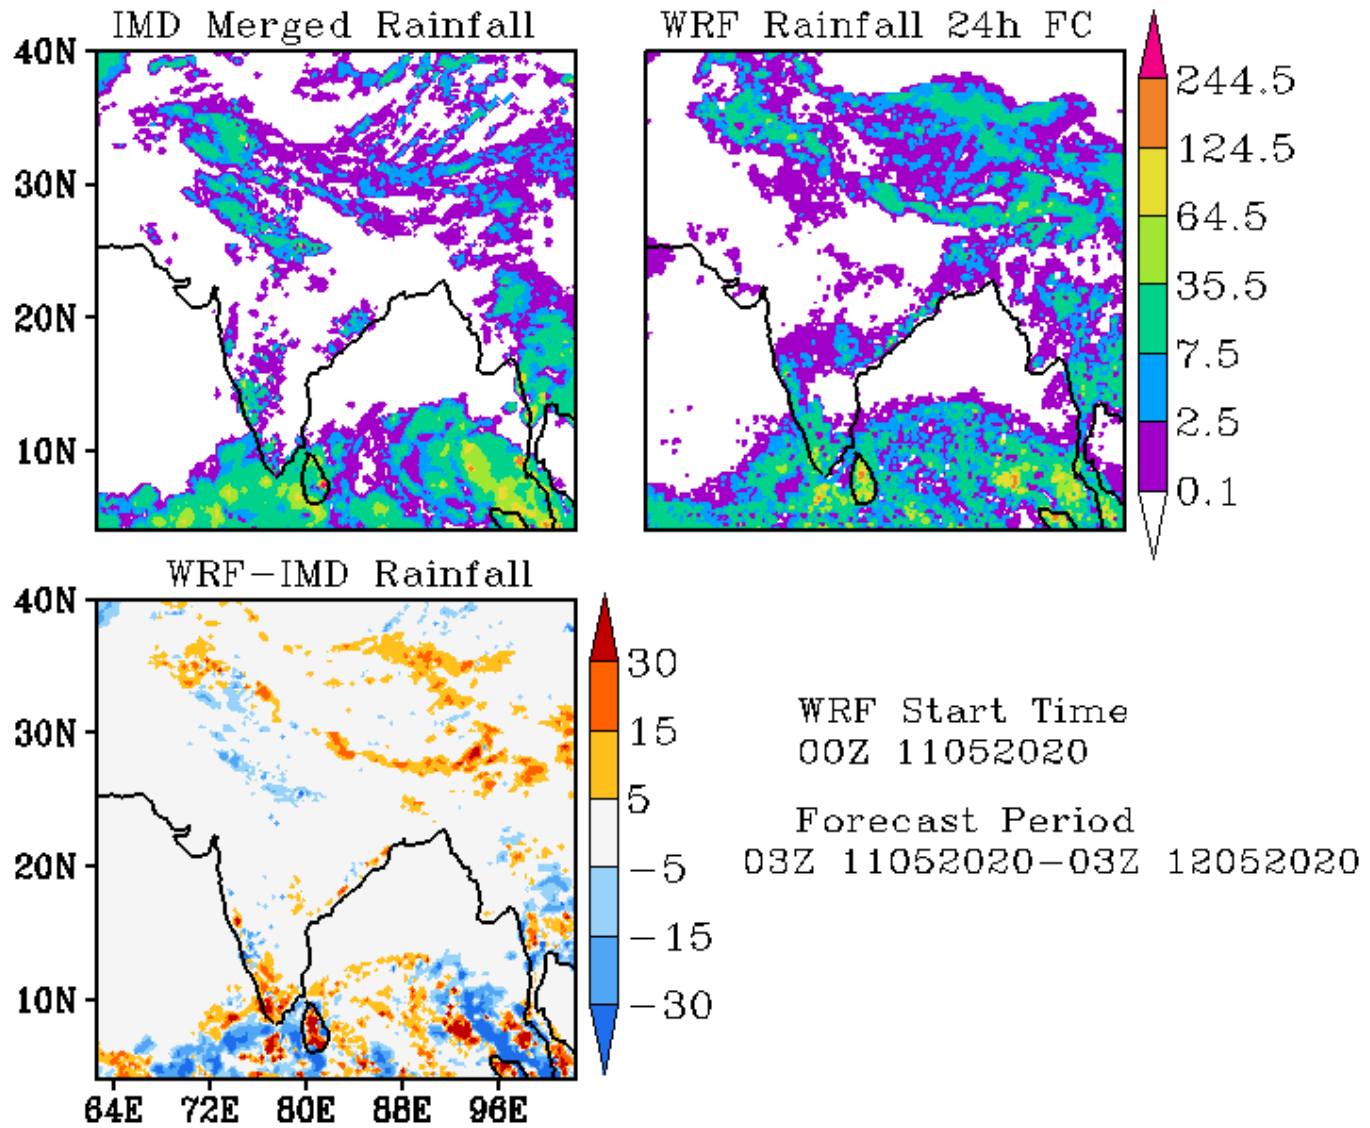 IMD Merged Rainfall
WRF Rainfall 24h FC
40N
30N
20N
10N
244.5
124.5
64.5
35.5
7.5
2.5
0.1
WRF-IMD Rainfall
40N
30N
20N
10N
64E 72E 80E 88E 96E
30
15
5
-5
-15
-30
WRF Start Time
00Z 11052020
Forecast Period
03Z 11052020-03Z 12052020